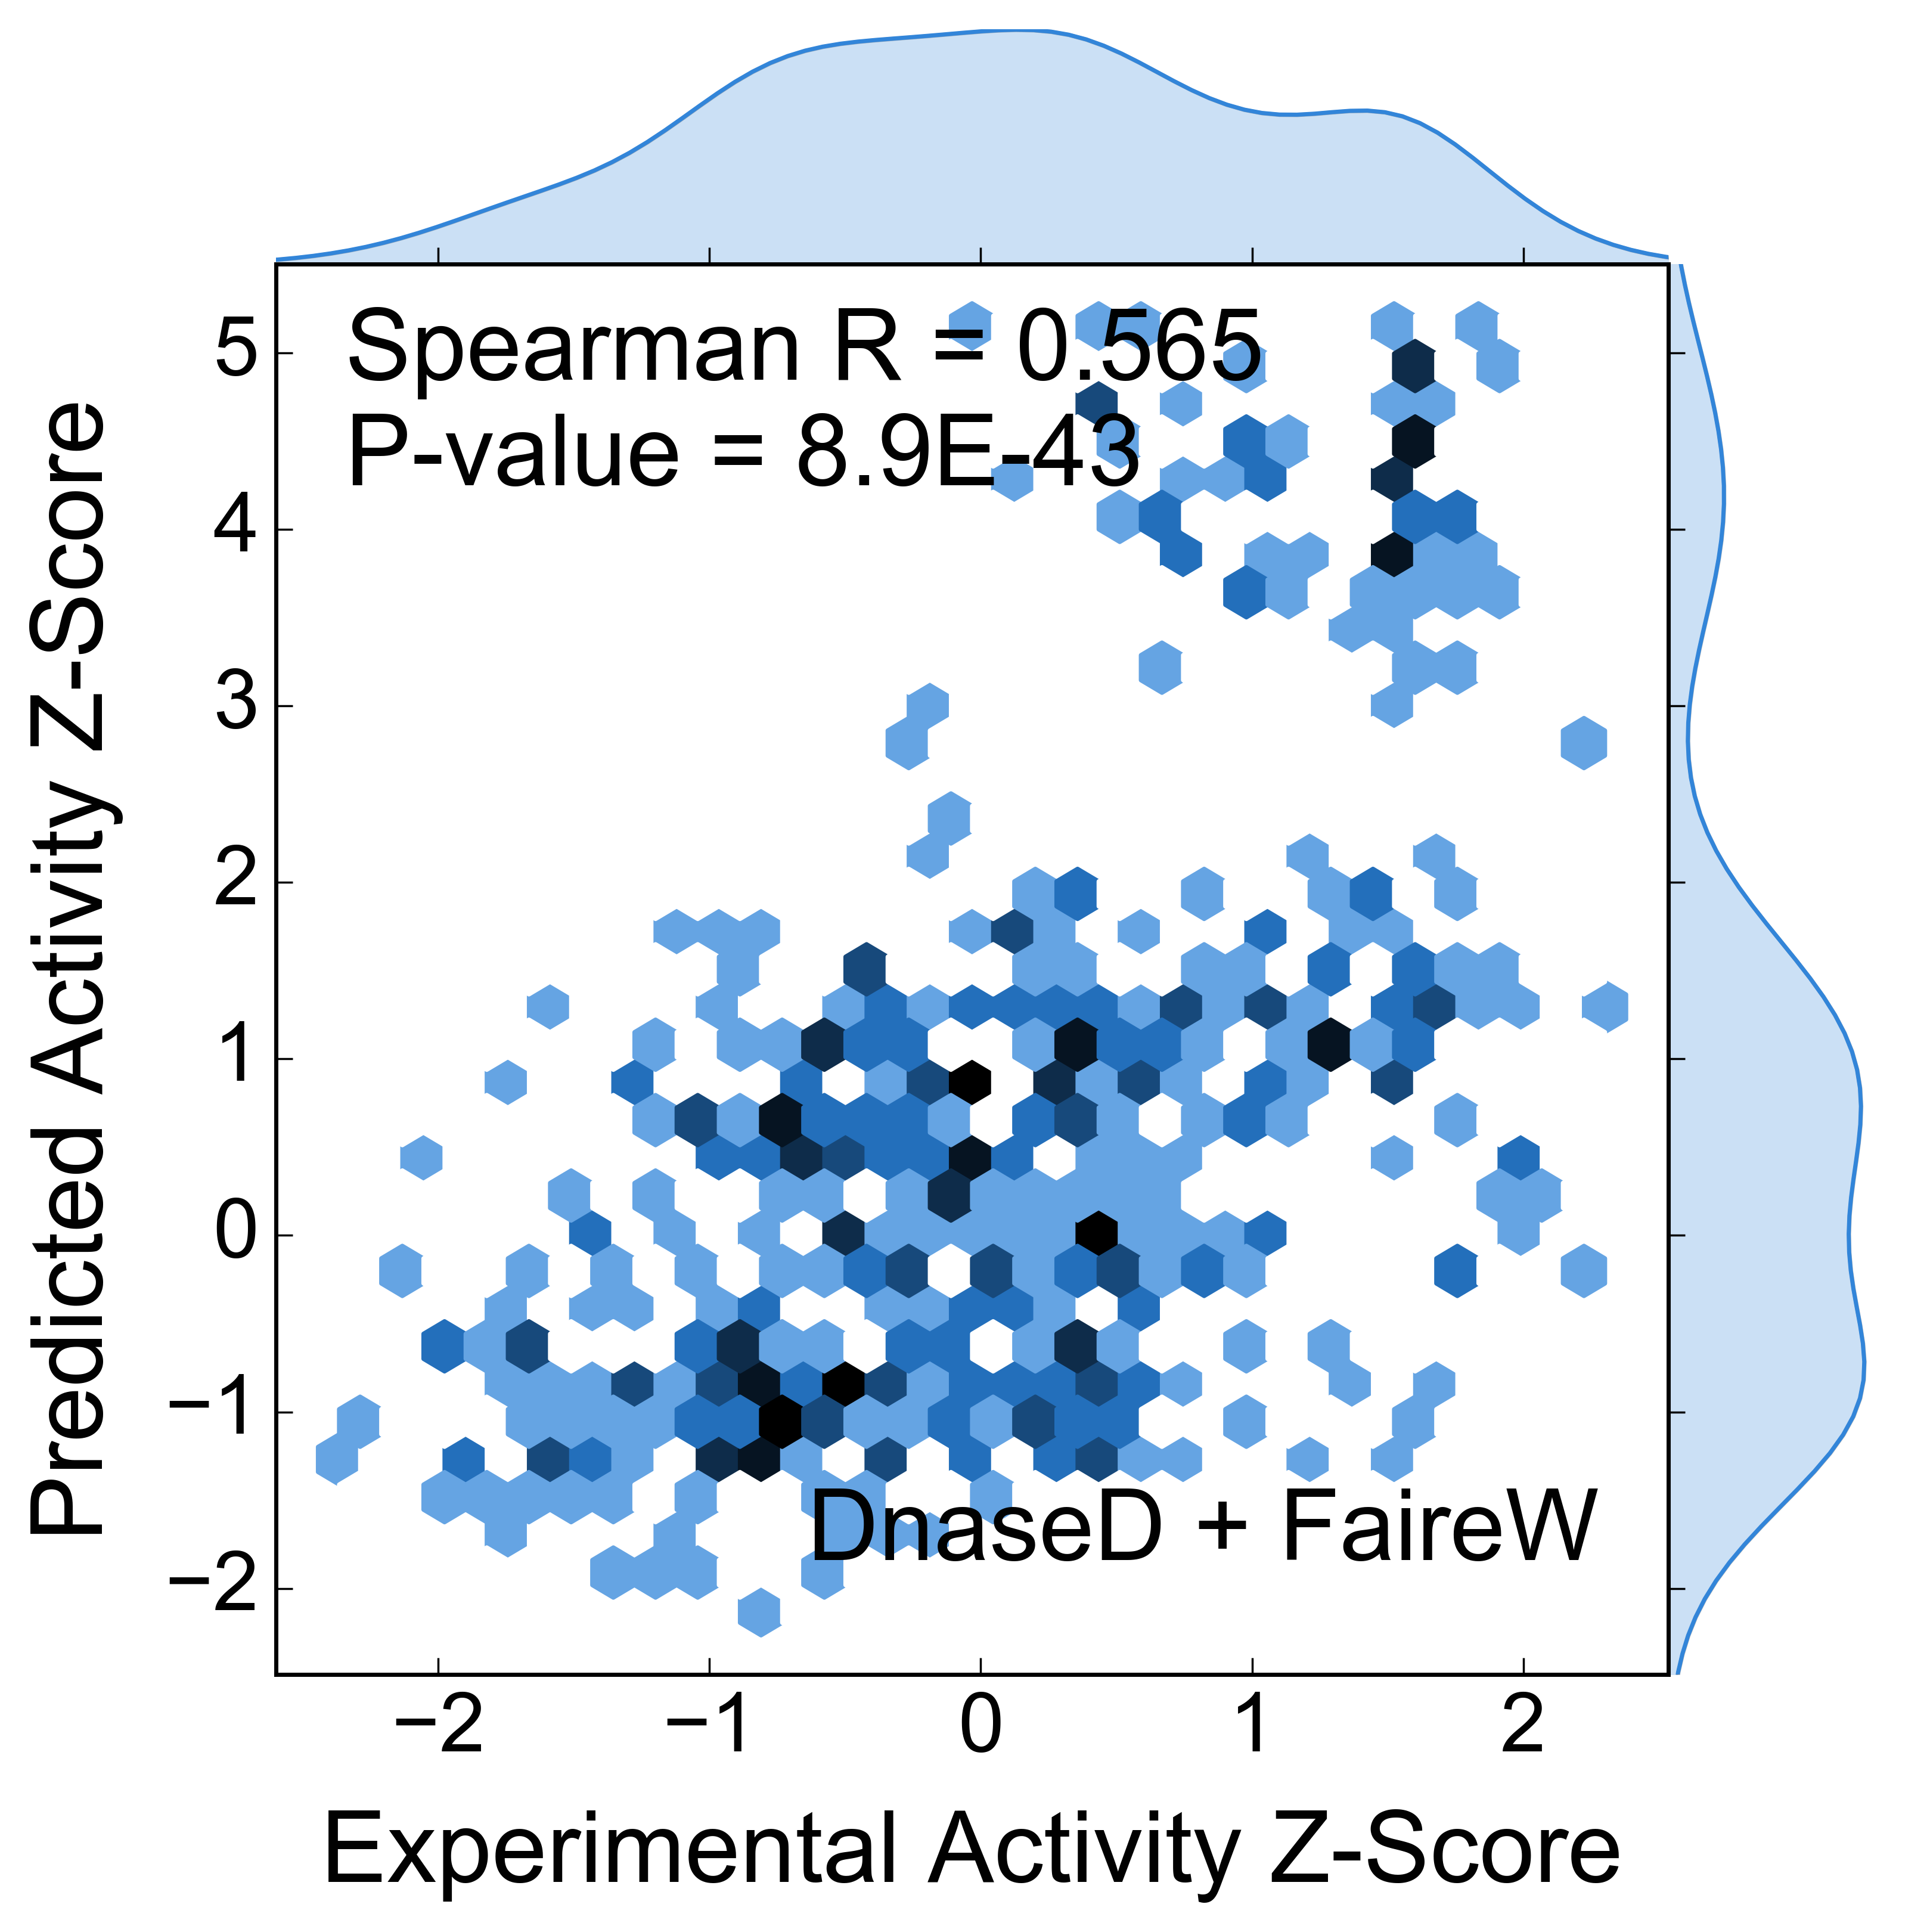 Spearman R = 0.565
P-value = 8.9E-43
5
4
3
2
1
0
−1
−2
Predicted Activity Z-Score
DnaseD + FaireW
−2 −1 0 1 2
Experimental Activity Z-Score